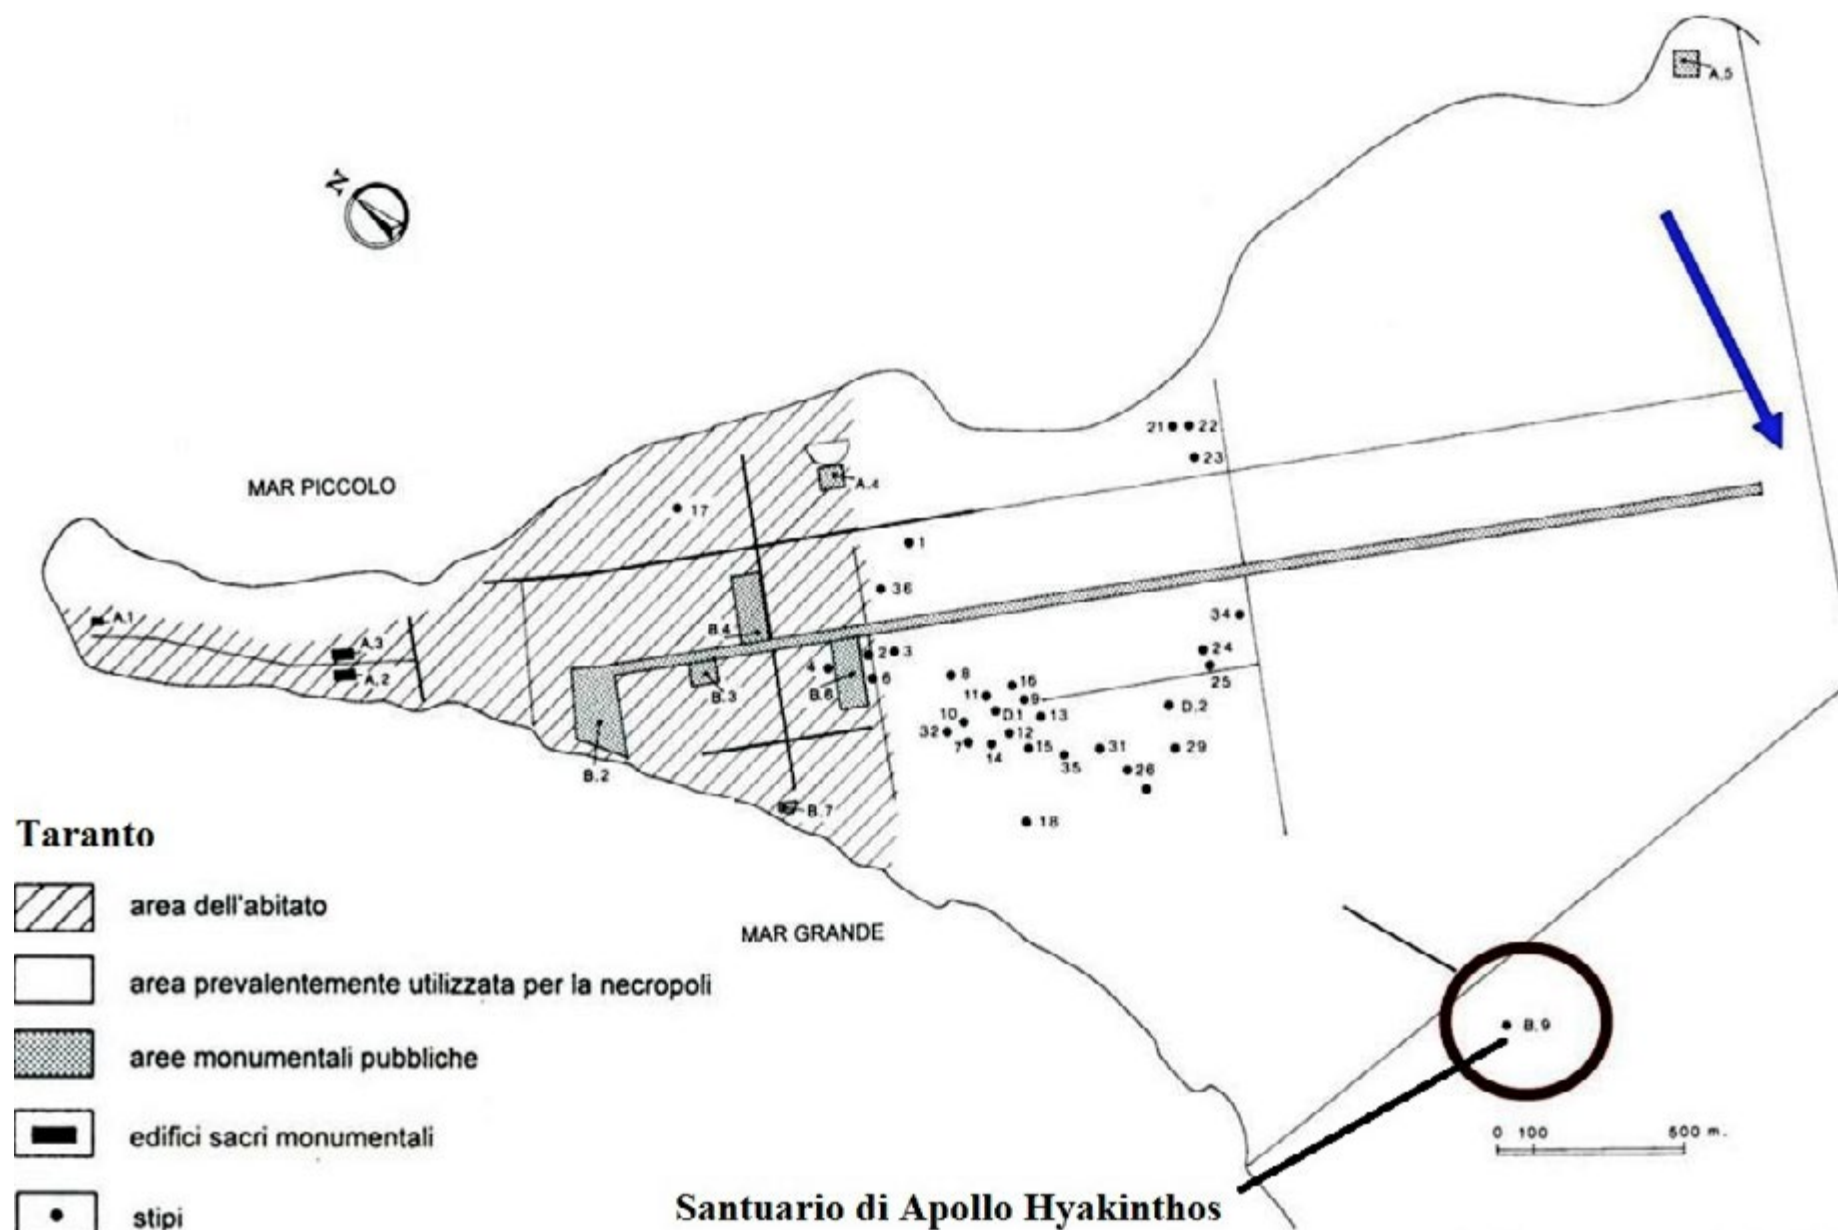 A.5
N
21
22
23
MAR PICCOLO
A.4
17
1
36
A.1
34
B.4
A.3
2
3
24
4
A.2
8
B.3
B.6
6
16
25
11
9
D.2
10
D.1
13
32
12
7
14
15
31
29
35
B.2
26
B.7
18
Taranto
area dell'abitato
MAR GRANDE
area prevalentemente utilizzata per la necropoli
B.9
aree monumentali pubbliche
edifici sacri monumentali
0 100 500 m.
stipi
Santuario di Apollo Hyakinthos